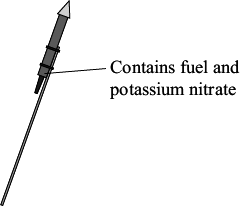 Contains fuel and
potassium nitrate